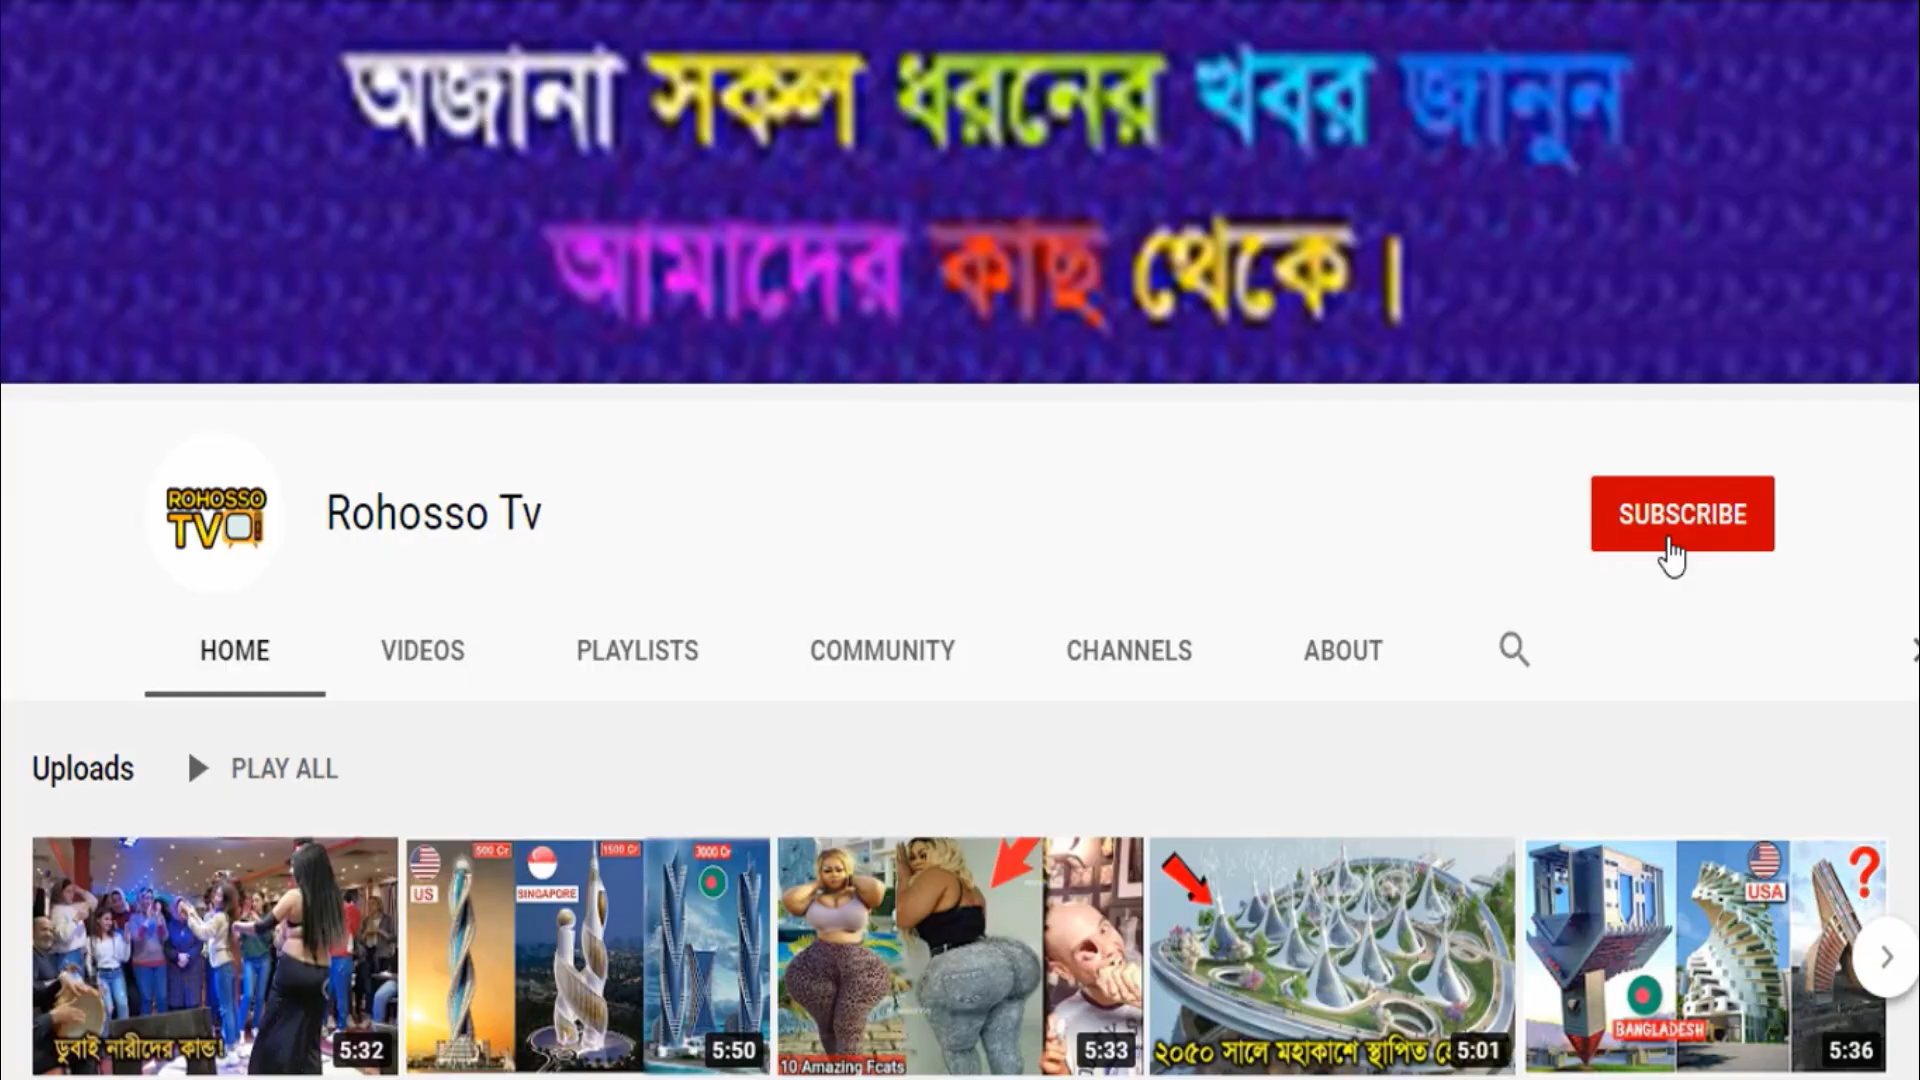 অজানা সকল ধরনের খবর জানুন
আমাদের কাছ থেকে।
ROHOSSO
TV
Rohosso Tv
SUBSCRIBE
HOME VIDEOS PLAYLISTS COMMUNITY CHANNELS ABOUT
Uploads PLAY ALL
ডুবাই নারীদের কান্ড!
5:32
500 Cr
US
SINGAPORE
1500 Cr
3000 Cr
5:50
10 Amazing Fcats
5:33
২০৫০ সালে মহাকাশে স্থাপিত
5:01
USA
?
BANGLADESH
5:36